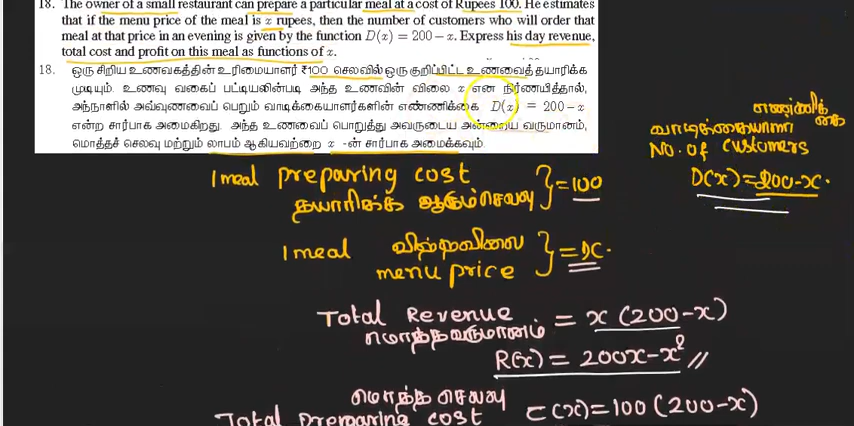 18. The owner of a small restaurant can prepare a particular meal at a cost of Rupees 100. He estimates
that if the menu price of the meal is x rupees, then the number of customers who will order that
meal at that price in an evening is given by the function D(x) = 200 − x. Express his day revenue,
total cost and profit on this meal as functions of x.
18. ஒரு சிறிய உணவகத்தின் உரிமையாளர் ₹100 செலவில் ஒரு குறிப்பிட்ட உணவைத் தயாரிக்க
முடியும். உணவு வகைப் பட்டியலின்படி அந்த உணவின் விலை x என நிர்ணயித்தால்,
அந்நாளில் அவ்வுணவைப் பெறும் வாடிக்கையாளர்களின் எண்ணிக்கை D(x) = 200−x
என்ற சார்பாக அமைகிறது. அந்த உணவைப் பொறுத்து அவருடைய அன்றைய வருமானம்,
மொத்தச் செலவு மற்றும் லாபம் ஆகியவற்றை x -ன் சார்பாக அமைக்கவும்.
எண்ணிக்கை
No. of customers
D(x) = 200-x.
1 meal preparing cost
தயாரிக்க ஆகும் செலவு } = 100
1 meal விற்றவிலை
menu price } = x.
Total Revenue = x (200-x)
மொத்த வருமானம்
R(x) = 200x-x² //
மொத்த செலவு
Total Preparing cost C(x) = 100 (200-x)